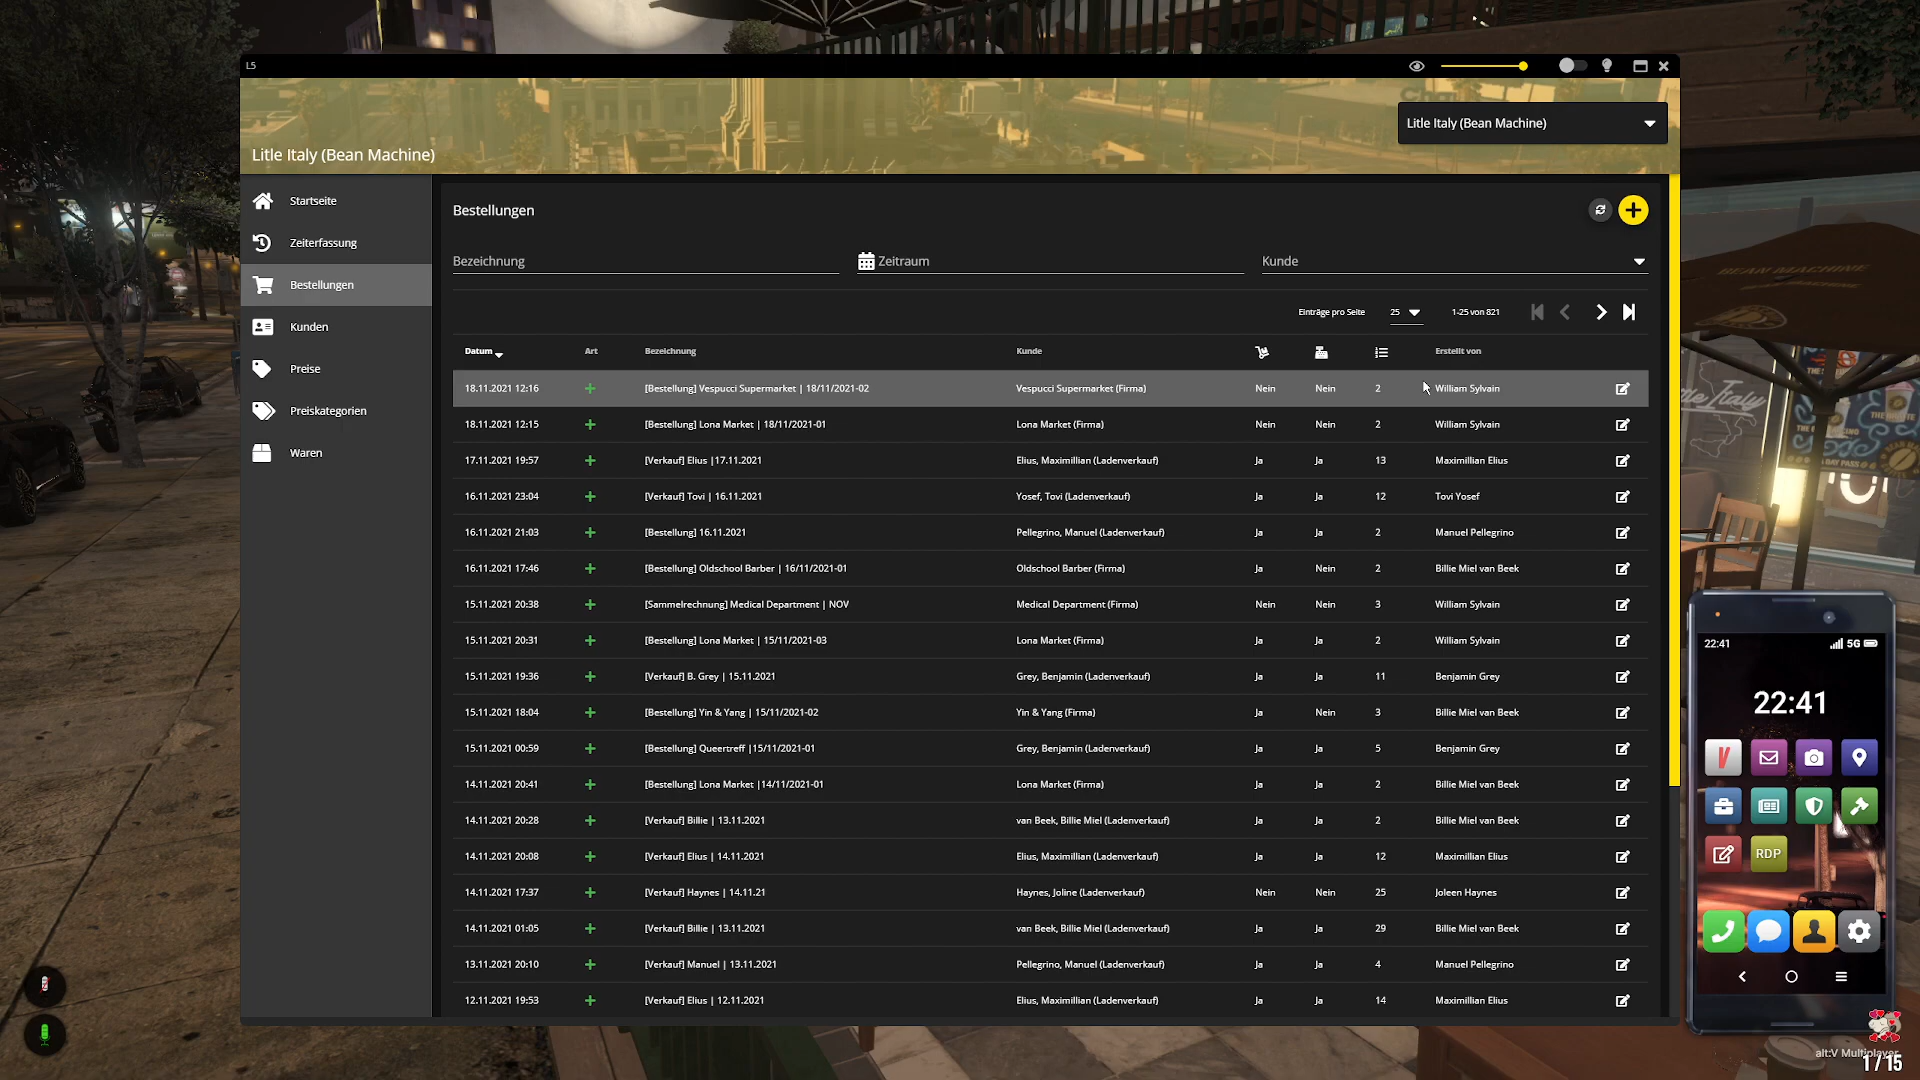 L5
Litle Italy (Bean Machine)
Litle Italy (Bean Machine)
Startseite
Zeiterfassung
Bestellungen
Kunden
Preise
Preiskategorien
Waren
Bestellungen
Bezeichnung Zeitraum Kunde
Einträge pro Seite 25 1-25 von 821
Datum Art Bezeichnung Kunde Erstellt von
18.11.2021 12:16 + [Bestellung] Vespucci Supermarket | 18/11/2021-02 Vespucci Supermarket (Firma) Nein Nein 2 William Sylvain
18.11.2021 12:15 + [Bestellung] Lona Market | 18/11/2021-01 Lona Market (Firma) Nein Nein 2 William Sylvain
17.11.2021 19:57 + [Verkauf] Elius |17.11.2021 Elius, Maximillian (Ladenverkauf) Ja Ja 13 Maximillian Elius
16.11.2021 23:04 + [Verkauf] Tovi | 16.11.2021 Yosef, Tovi (Ladenverkauf) Ja Ja 12 Tovi Yosef
16.11.2021 21:03 + [Bestellung] 16.11.2021 Pellegrino, Manuel (Ladenverkauf) Ja Ja 2 Manuel Pellegrino
16.11.2021 17:46 + [Bestellung] Oldschool Barber | 16/11/2021-01 Oldschool Barber (Firma) Ja Nein 2 Billie Miel van Beek
15.11.2021 20:38 + [Sammelrechnung] Medical Department | NOV Medical Department (Firma) Nein Nein 3 William Sylvain
15.11.2021 20:31 + [Bestellung] Lona Market | 15/11/2021-03 Lona Market (Firma) Ja Ja 2 William Sylvain
15.11.2021 19:36 + [Verkauf] B. Grey | 15.11.2021 Grey, Benjamin (Ladenverkauf) Ja Ja 11 Benjamin Grey
15.11.2021 18:04 + [Bestellung] Yin & Yang | 15/11/2021-02 Yin & Yang (Firma) Ja Nein 3 Billie Miel van Beek
15.11.2021 00:59 + [Bestellung] Queertreff |15/11/2021-01 Grey, Benjamin (Ladenverkauf) Ja Ja 5 Benjamin Grey
14.11.2021 20:41 + [Bestellung] Lona Market |14/11/2021-01 Lona Market (Firma) Ja Ja 2 Billie Miel van Beek
14.11.2021 20:28 + [Verkauf] Billie | 13.11.2021 van Beek, Billie Miel (Ladenverkauf) Ja Ja 2 Billie Miel van Beek
14.11.2021 20:08 + [Verkauf] Elius | 14.11.2021 Elius, Maximillian (Ladenverkauf) Ja Ja 12 Maximillian Elius
14.11.2021 17:37 + [Verkauf] Haynes | 14.11.21 Haynes, Joline (Ladenverkauf) Nein Nein 25 Joleen Haynes
14.11.2021 01:05 + [Verkauf] Billie | 13.11.2021 van Beek, Billie Miel (Ladenverkauf) Ja Ja 29 Billie Miel van Beek
13.11.2021 20:10 + [Verkauf] Manuel | 13.11.2021 Pellegrino, Manuel (Ladenverkauf) Ja Ja 4 Manuel Pellegrino
12.11.2021 19:53 + [Verkauf] Elius | 12.11.2021 Elius, Maximillian (Ladenverkauf) Ja Ja 14 Maximillian Elius
BEAN MACHINE
Little Italy
22:41 5G
22:41
RDP
alt:V Multiplayer
1 / 15